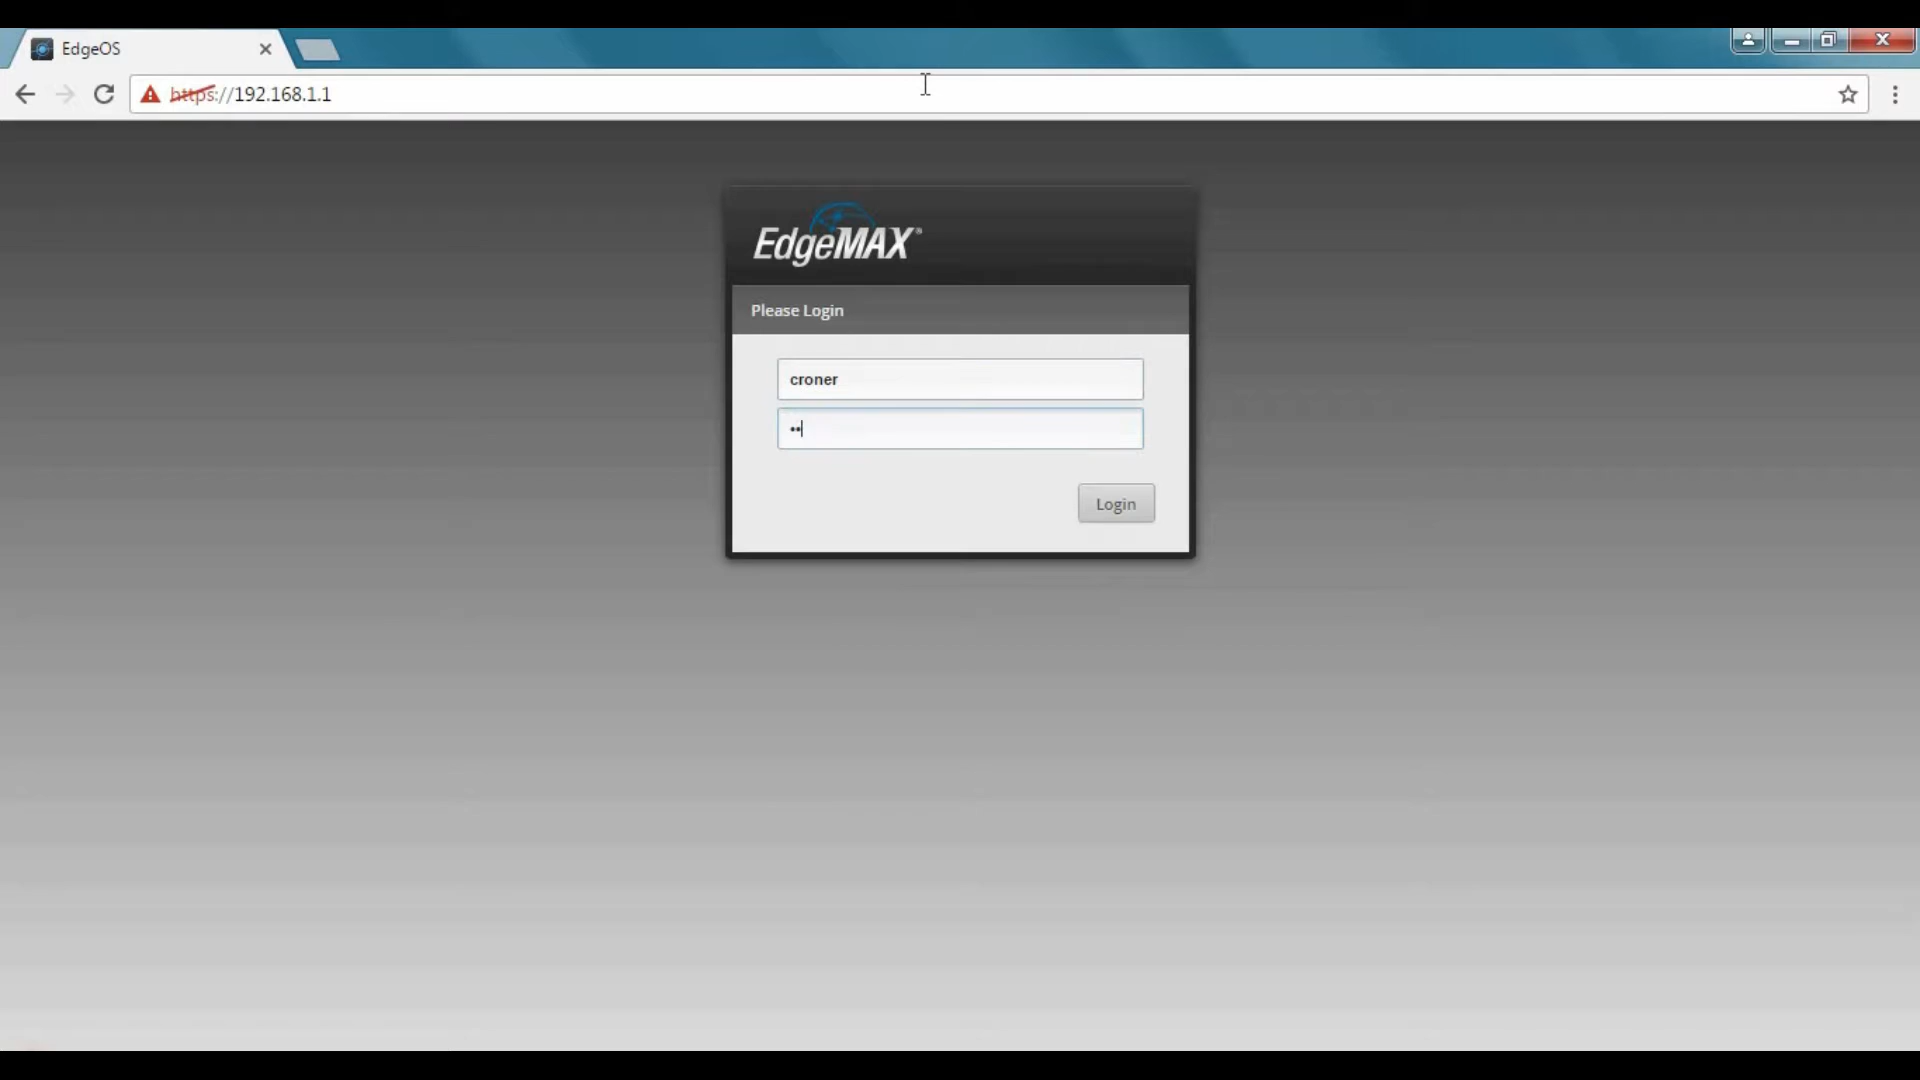 EdgeOS
https://192.168.1.1
EdgeMAX®
Please Login
croner
••
Login